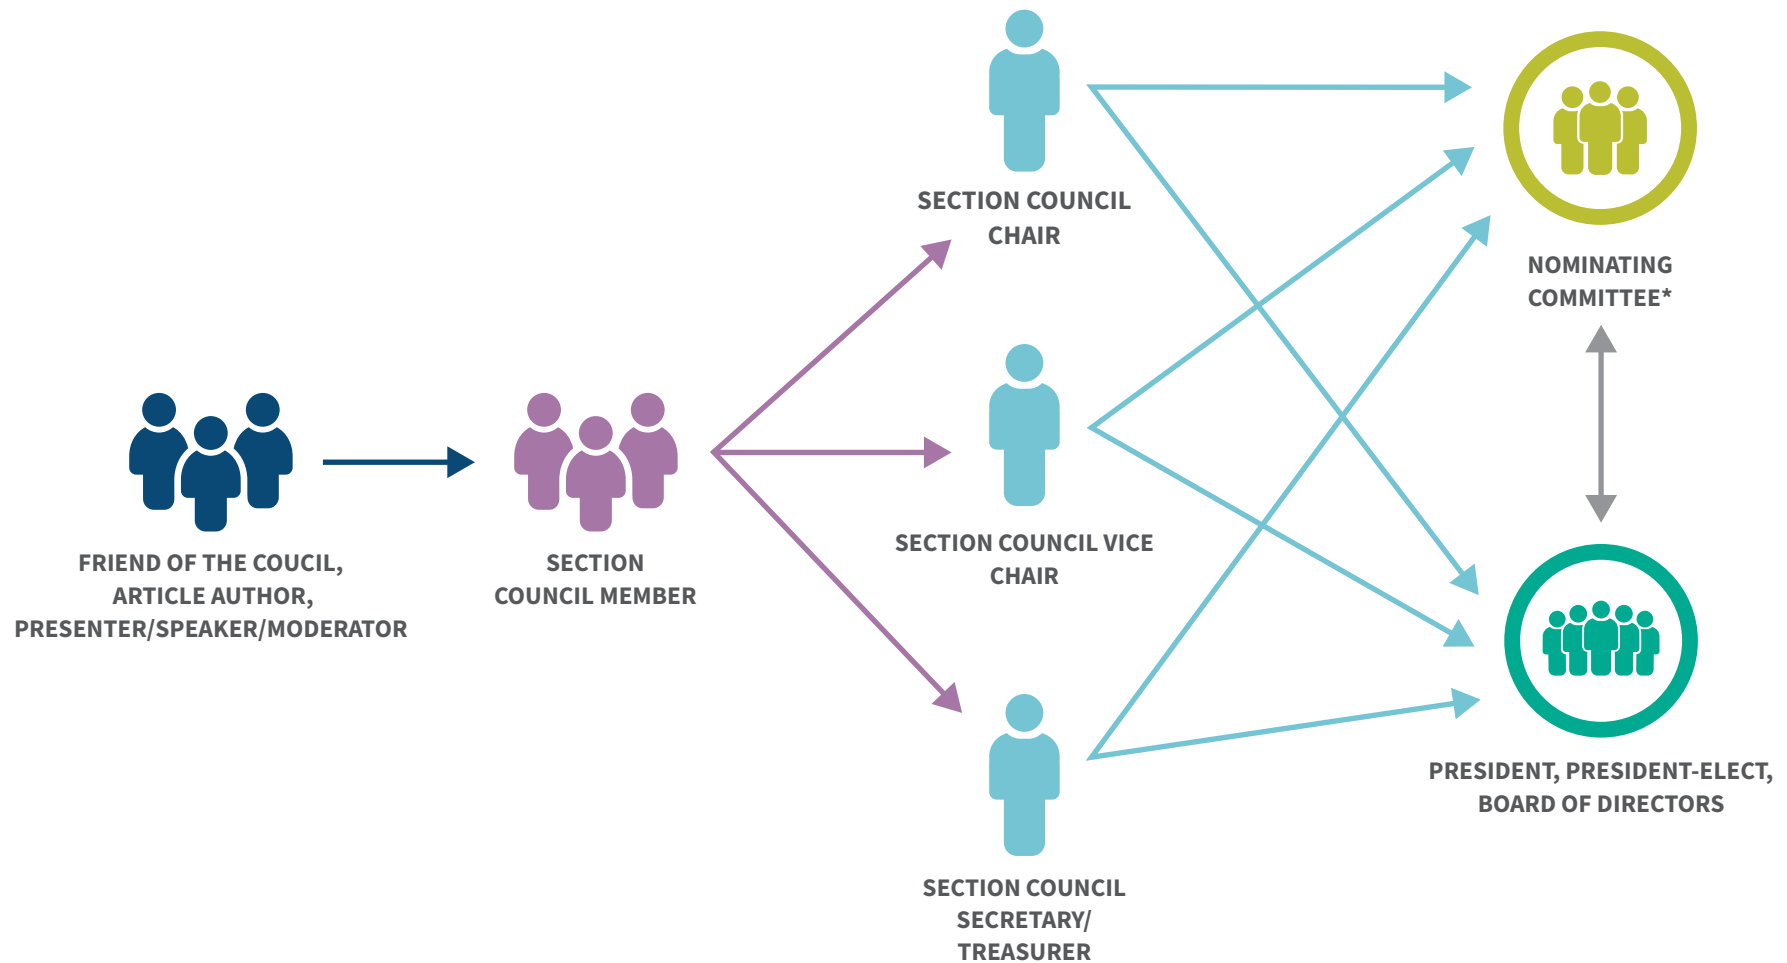 SECTION COUNCIL
CHAIR
NOMINATING
COMMITTEE*
FRIEND OF THE COUCIL,
ARTICLE AUTHOR,
PRESENTER/SPEAKER/MODERATOR
SECTION
COUNCIL MEMBER
SECTION COUNCIL VICE
CHAIR
PRESIDENT, PRESIDENT-ELECT,
BOARD OF DIRECTORS
SECTION COUNCIL
SECRETARY/
TREASURER